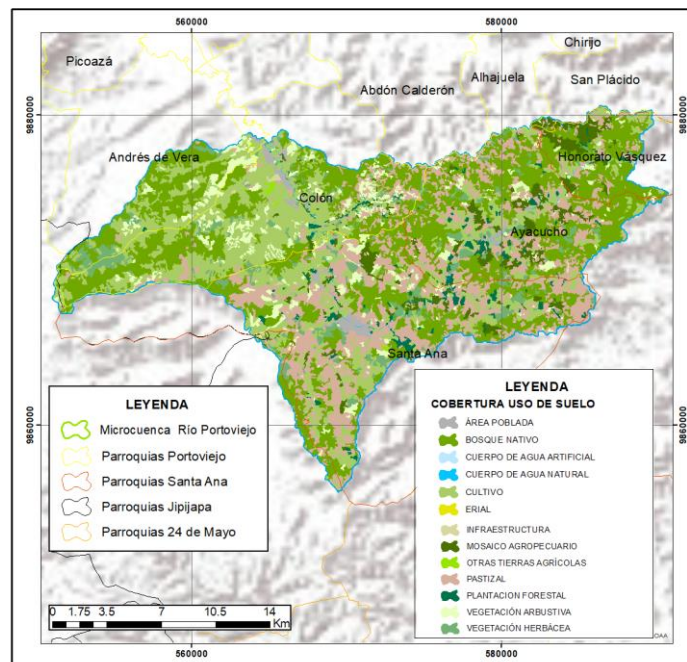 560000
580000
Chirijo
Picoazá
Alhajuela
San Plácido
Abdón Calderón
9880000
9880000
Andrés de Vera
Honorato Vásquez
Colón
Ayacucho
Santa Ana
9860000
9860000
LEYENDA
Microcuenca Río Portoviejo
Parroquias Portoviejo
Parroquias Santa Ana
Parroquias Jipijapa
Parroquias 24 de Mayo
0 1.75 3.5 7 10.5 14
Km
LEYENDA
COBERTURA USO DE SUELO
ÁREA POBLADA
BOSQUE NATIVO
CUERPO DE AGUA ARTIFICIAL
CUERPO DE AGUA NATURAL
CULTIVO
ERIAL
INFRAESTRUCTURA
MOSAICO AGROPECUARIO
OTRAS TIERRAS AGRÍCOLAS
PASTIZAL
PLANTACION FORESTAL
VEGETACIÓN ARBUSTIVA
VEGETACIÓN HERBÁCEA
560000
580000